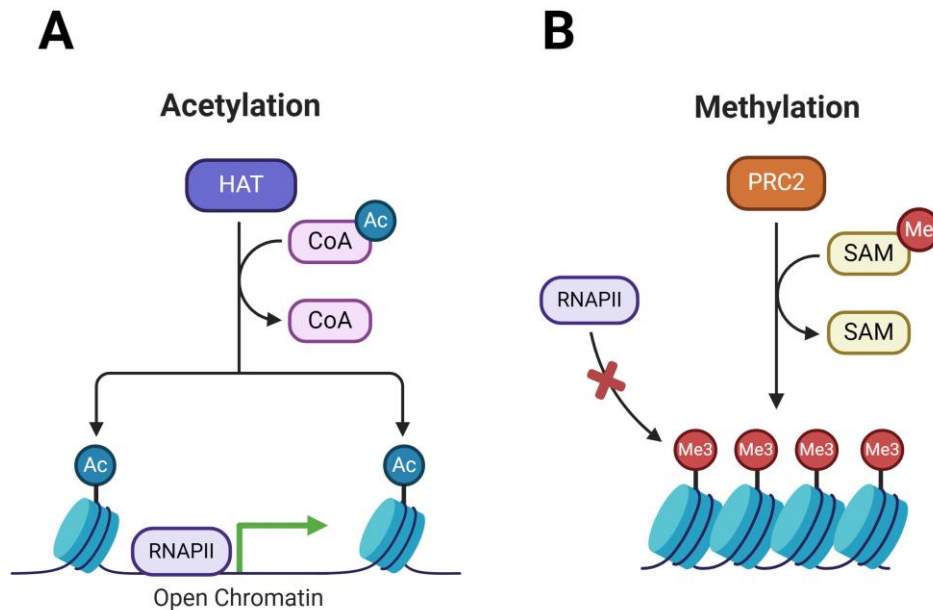 A
Acetylation
HAT
Ac
CoA
CoA
Ac
Ac
RNAPII
Open Chromatin
B
Methylation
PRC2
Me
SAM
SAM
RNAPII
Me3
Me3
Me3
Me3